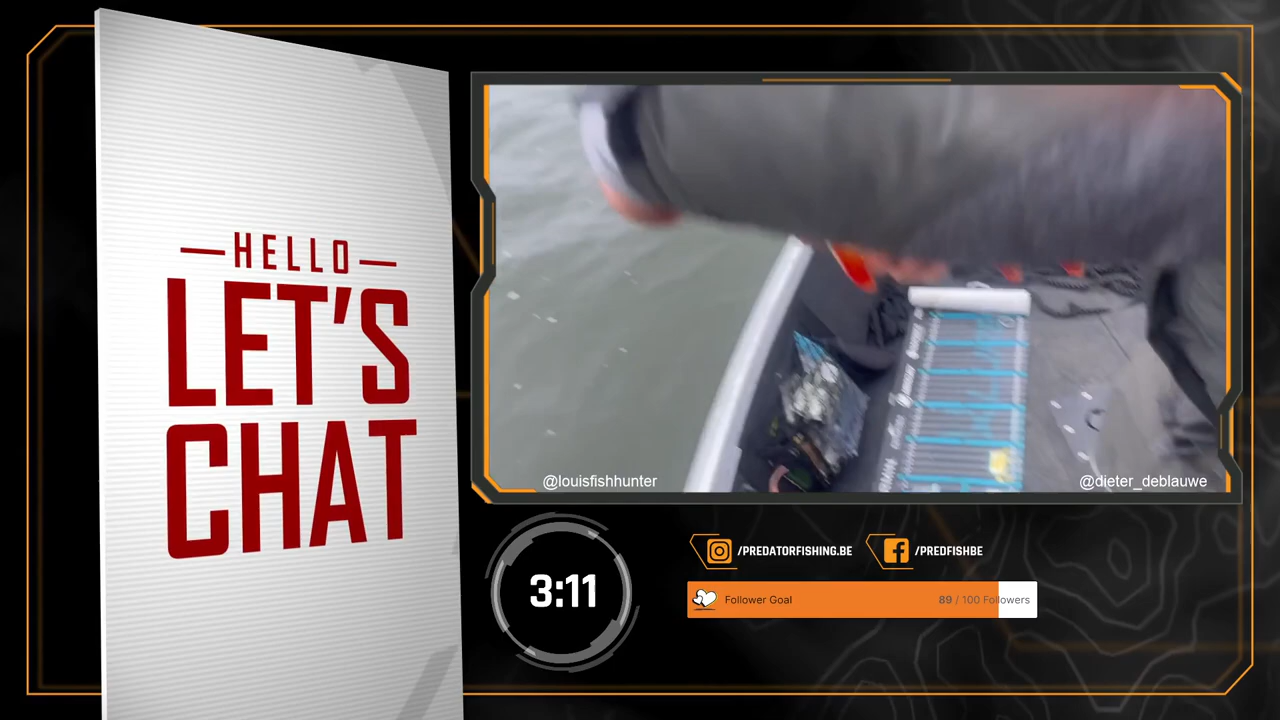 HELLO
LET'S
CHAT
@louisfishhunter
@dieter_deblauwe
3:11
/PREDATORFISHING.BE
/PREDFISHBE
Follower Goal
89 / 100 Followers